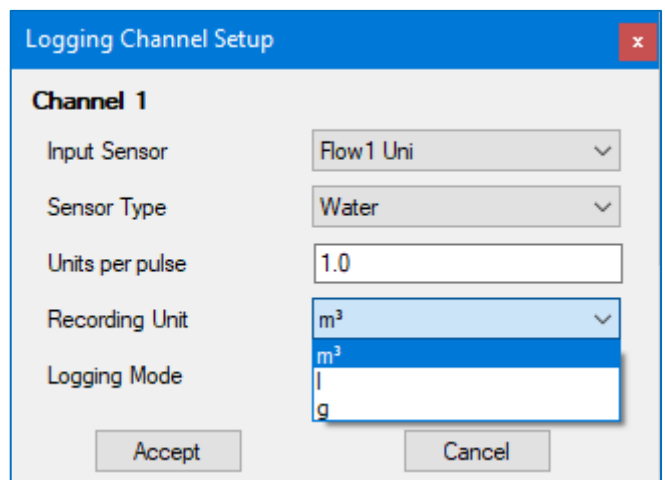 Logging Channel Setup x
Channel 1
Input Sensor Flow1 Uni
Sensor Type Water
Units per pulse 1.0
Recording Unit m³
m³
Logging Mode l
g
Accept Cancel